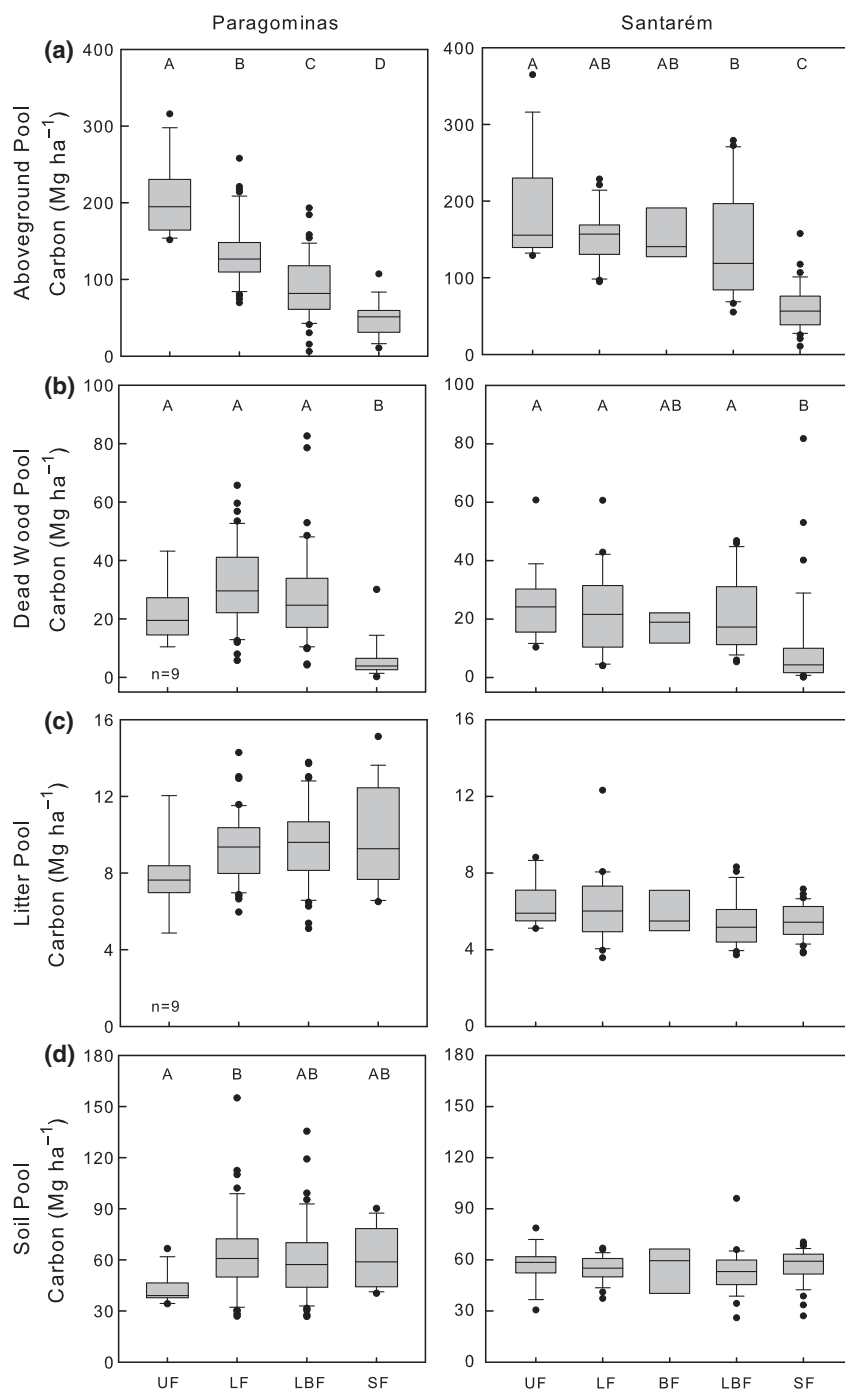 Paragominas Santarém
(a)
Aboveground Pool
Carbon (Mg ha⁻¹)
400 400
A B C D A AB AB B C
300 300
200 200
100 100
0 0
(b)
Dead Wood Pool
Carbon (Mg ha⁻¹)
100 100
A A A B A A AB A B
80 80
60 60
40 40
20 20
0 0
n=9
(c)
Litter Pool
Carbon (Mg ha⁻¹)
16 16
12 12
8 8
4 4
n=9
0 0
(d)
Soil Pool
Carbon (Mg ha⁻¹)
180 180
A B AB AB
150 150
120 120
90 90
60 60
30 30
0 0
UF LF LBF SF UF LF BF LBF SF